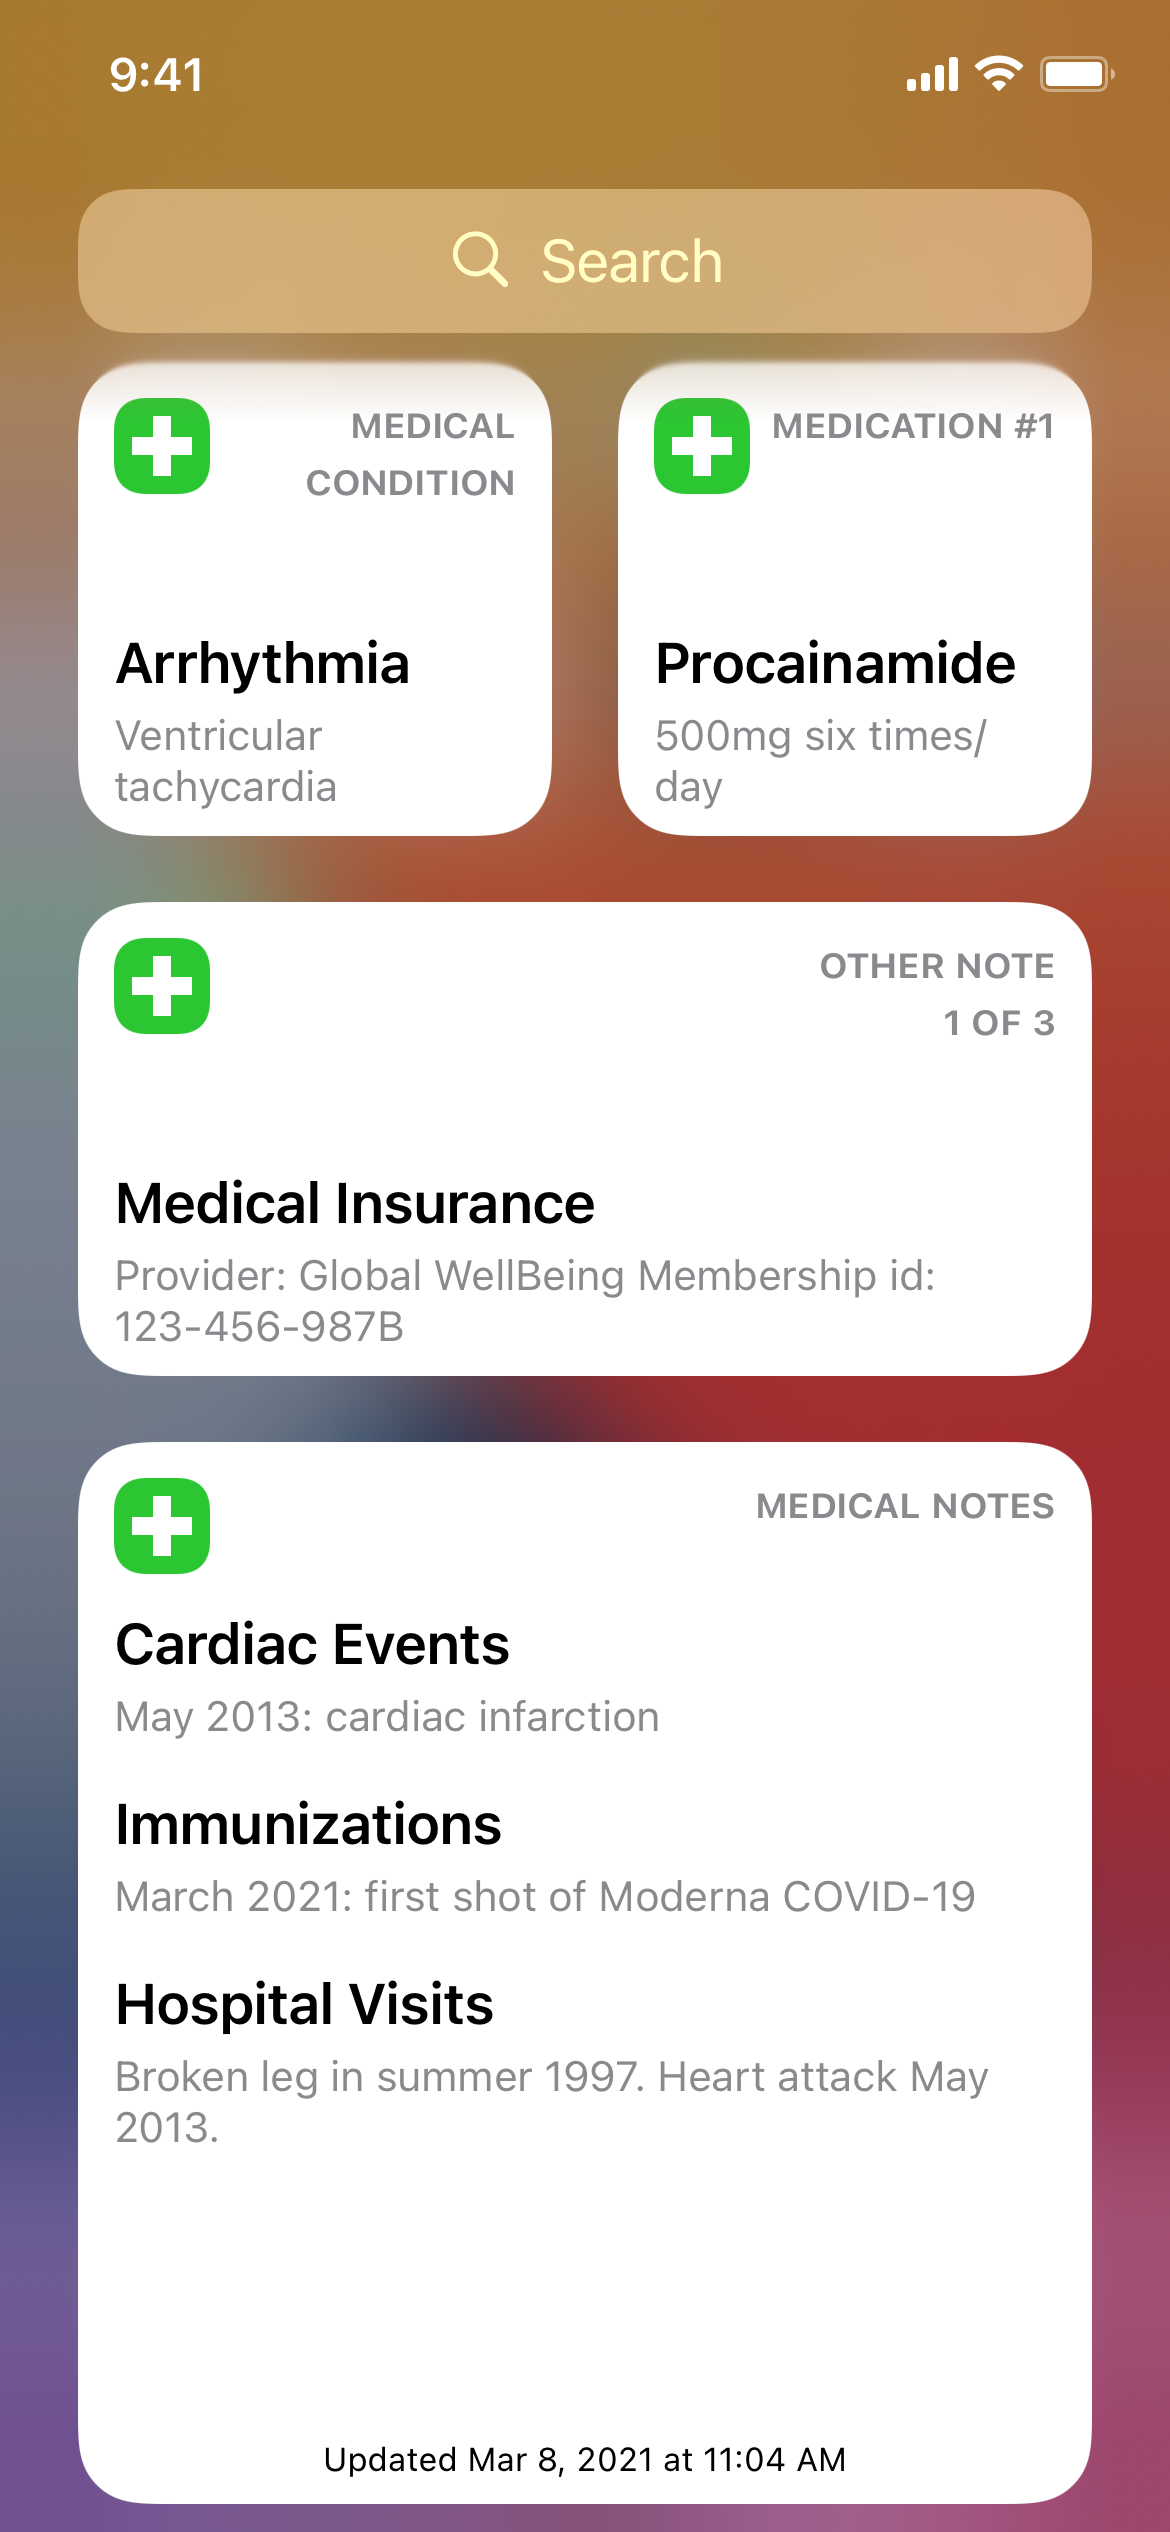 9:41
Search
MEDICAL
CONDITION
Arrhythmia
Ventricular
tachycardia
MEDICATION #1
Procainamide
500mg six times/
day
OTHER NOTE
1 OF 3
Medical Insurance
Provider: Global WellBeing Membership id:
123-456-987B
MEDICAL NOTES
Cardiac Events
May 2013: cardiac infarction
Immunizations
March 2021: first shot of Moderna COVID-19
Hospital Visits
Broken leg in summer 1997. Heart attack May
2013.
Updated Mar 8, 2021 at 11:04 AM